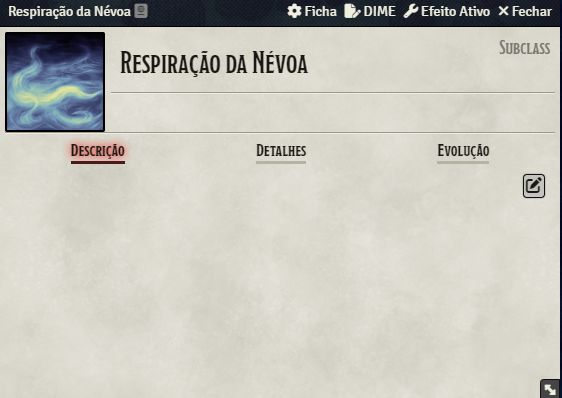 Respiração da Névoa Ficha DIME Efeito Ativo Fechar
Subclass
Respiração da Névoa
Descrição Detalhes Evolução